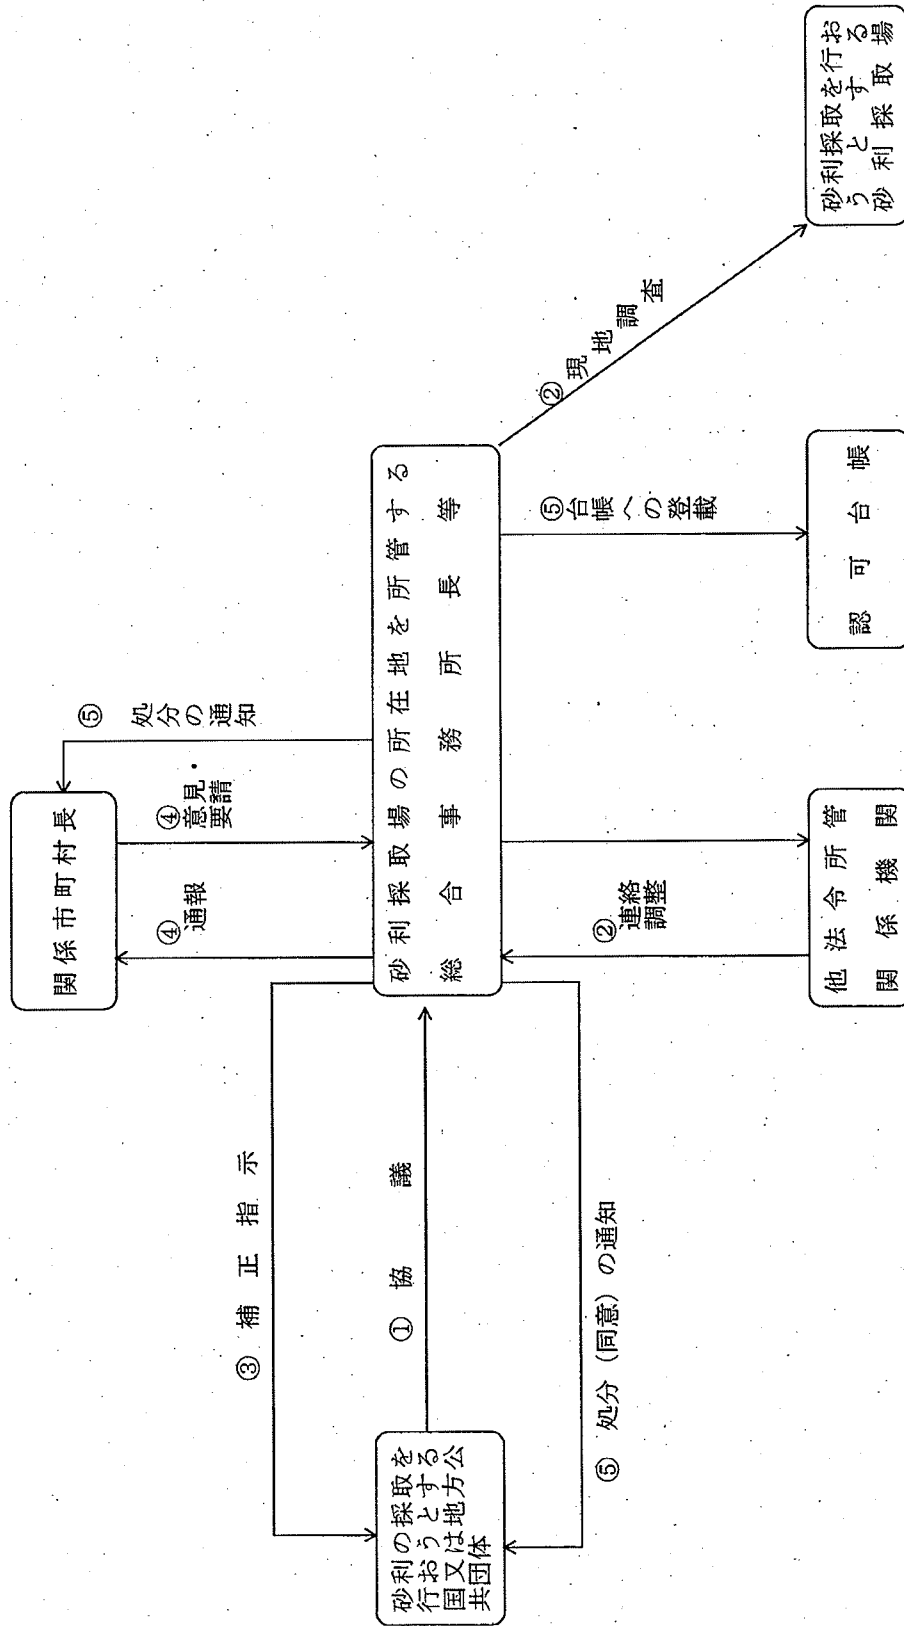 関係市町村長
④通報
④意見
要請
⑤ 処分の通知
③ 補正指示
砂利の採取を
行おうとする
国又は地方公
共団体
① 協議
砂利採取場の所在地を所管する
総合事務所長等
⑤ 処分（同意）の通知
②連絡
調整
⑤台帳への登載
②現地調査
他法令所管
関係機関
認可台帳
砂利採取を行お
うとする
砂利採取場